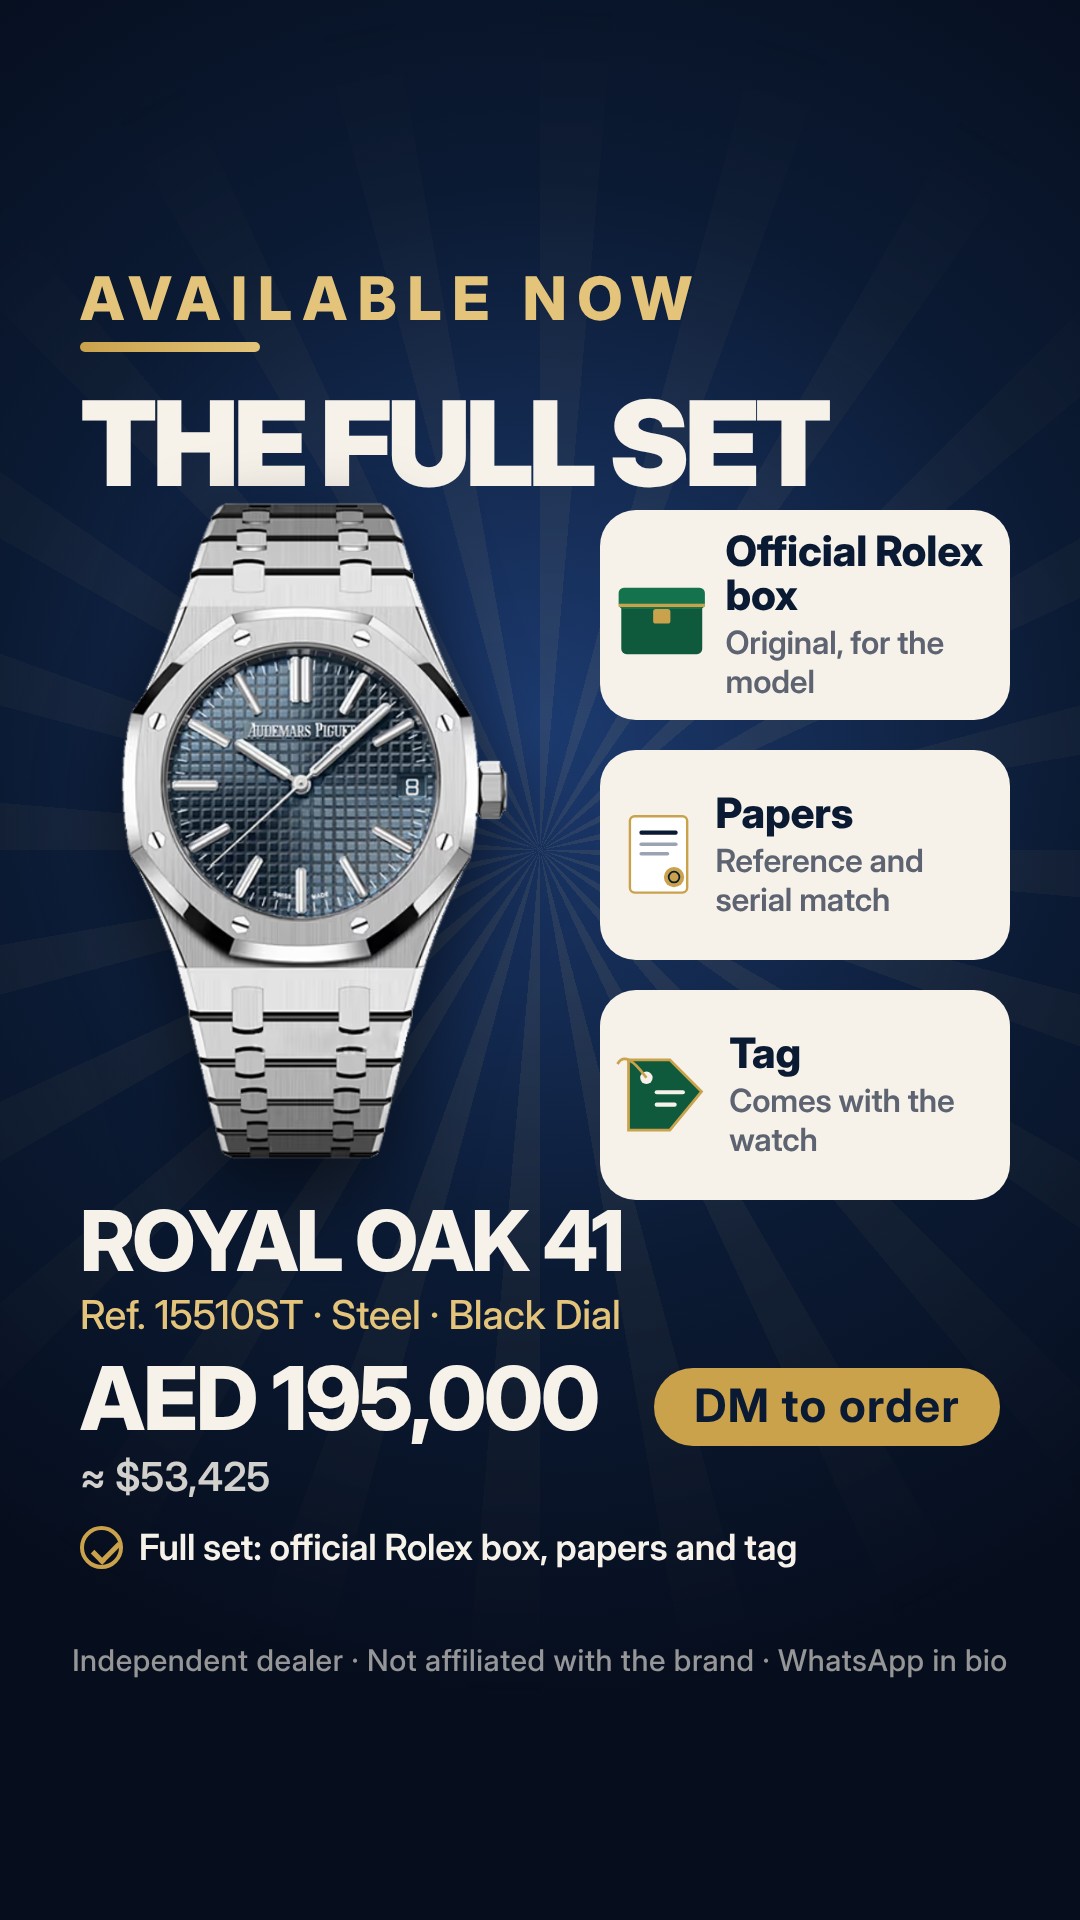 AVAILABLE NOW
THE FULL SET
AUDEMARS PIGUET
8
SWISS MADE
Official Rolex
box
Original, for the
model
Papers
Reference and
serial match
Tag
Comes with the
watch
ROYAL OAK 41
Ref. 15510ST · Steel · Black Dial
AED 195,000
DM to order
≈ $53,425
Full set: official Rolex box, papers and tag
Independent dealer · Not affiliated with the brand · WhatsApp in bio